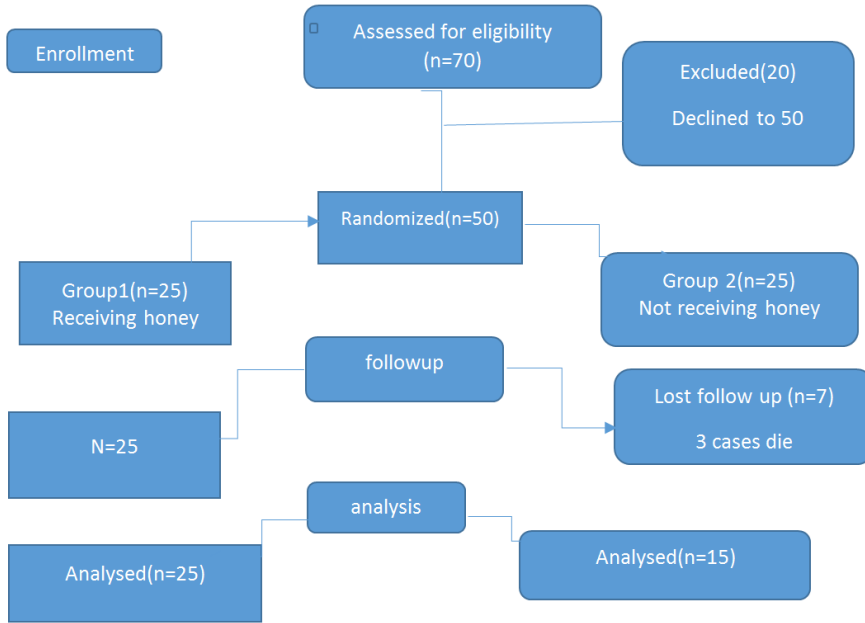 Enrollment
Assessed for eligibility
(n=70)
Excluded(20)
Declined to 50
Randomized(n=50)
Group1(n=25)
Receiving honey
Group 2(n=25)
Not receiving honey
followup
N=25
Lost follow up (n=7)
3 cases die
analysis
Analysed(n=25)
Analysed(n=15)